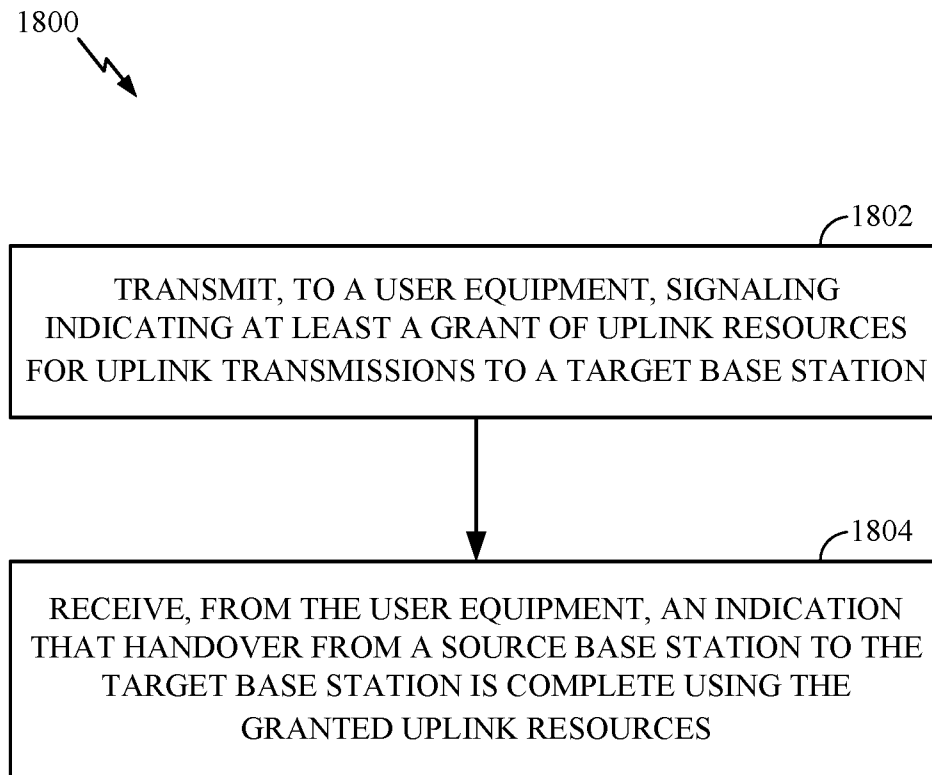 1800
1802
TRANSMIT, TO A USER EQUIPMENT, SIGNALING
INDICATING AT LEAST A GRANT OF UPLINK RESOURCES
FOR UPLINK TRANSMISSIONS TO A TARGET BASE STATION
1804
RECEIVE, FROM THE USER EQUIPMENT, AN INDICATION
THAT HANDOVER FROM A SOURCE BASE STATION TO THE
TARGET BASE STATION IS COMPLETE USING THE
GRANTED UPLINK RESOURCES